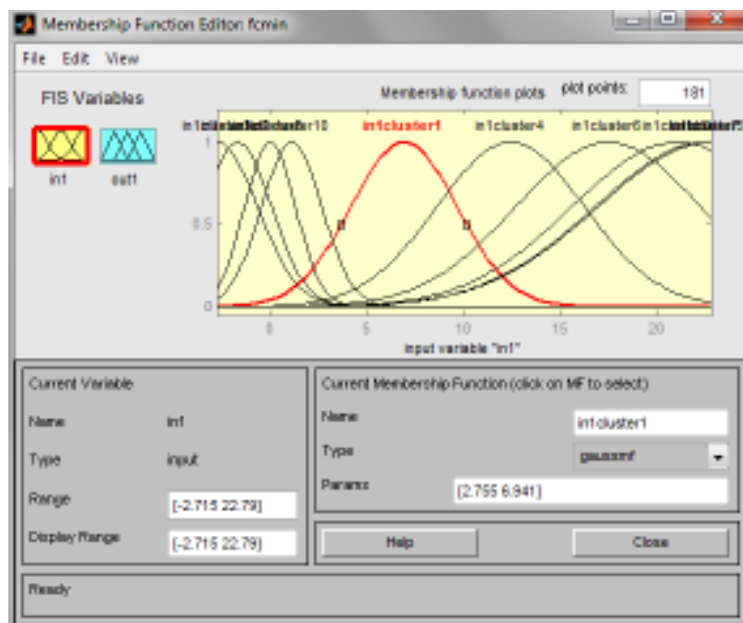 Membership Function Editor: fcmin
File Edit View
FIS Variables
Membership function plots
plot points:
181
in1cluster1
in1cluster4
in1cluster6
in1
out1
1
0.5
0
0 5 10 15 20
input variable "in1"
Current Variable
Name in1
Type input
Range [-2.715 22.79]
Display Range [-2.715 22.79]
Current Membership Function (click on MF to select)
Name in1cluster1
Type gaussmf
Params [2.755 6.941]
Help Close
Ready